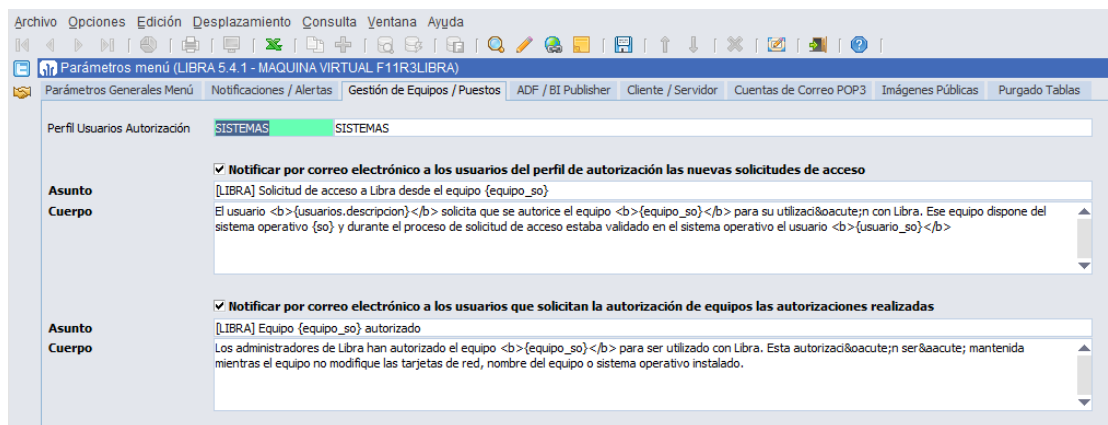 Archivo Opciones Edición Desplazamiento Consulta Ventana Ayuda
Parámetros menú (LIBRA 5.4.1 - MAQUINA VIRTUAL F11R3LIBRA)
Parámetros Generales Menú Notificaciones / Alertas Gestión de Equipos / Puestos ADF / BI Publisher Cliente / Servidor Cuentas de Correo POP3 Imágenes Públicas Purgado Tablas
Perfil Usuarios Autorización SISTEMAS SISTEMAS
Notificar por correo electrónico a los usuarios del perfil de autorización las nuevas solicitudes de acceso
Asunto [LIBRA] Solicitud de acceso a Libra desde el equipo {equipo_so}
Cuerpo El usuario <b>{usuarios.descripcion}</b> solicita que se autorice el equipo <b>{equipo_so}</b> para su utilizaci&oacute;n con Libra. Ese equipo dispone del
sistema operativo {so} y durante el proceso de solicitud de acceso estaba validado en el sistema operativo el usuario <b>{usuario_so}</b>
Notificar por correo electrónico a los usuarios que solicitan la autorización de equipos las autorizaciones realizadas
Asunto [LIBRA] Equipo {equipo_so} autorizado
Cuerpo Los administradores de Libra han autorizado el equipo <b>{equipo_so}</b> para ser utilizado con Libra. Esta autorizaci&oacute;n ser&aacute; mantenida
mientras el equipo no modifique las tarjetas de red, nombre del equipo o sistema operativo instalado.